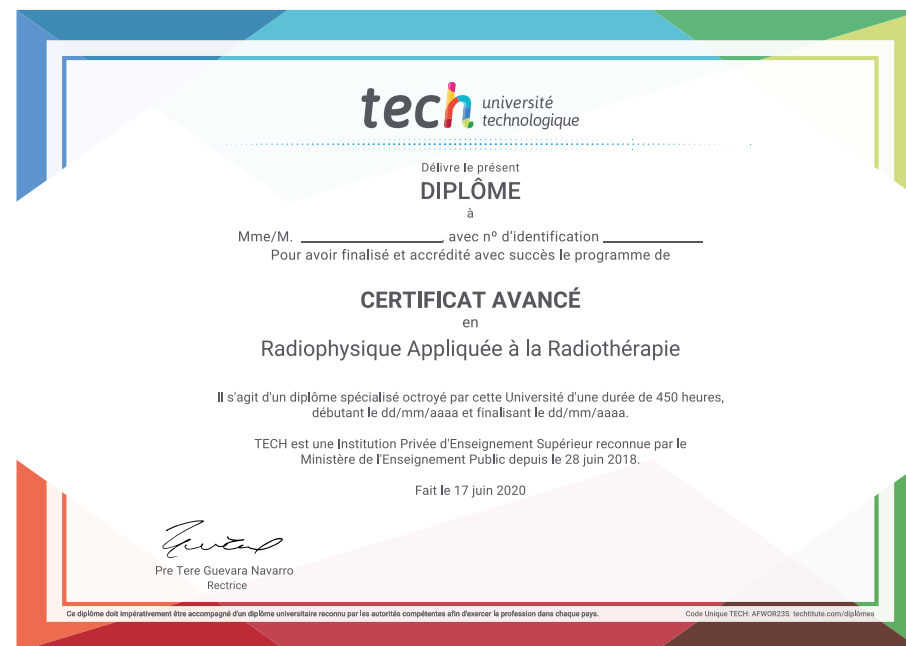 tech université
technologique
Délivre le présent
DIPLÔME
à
Mme/M. ____________________, avec nº d'identification ______________
Pour avoir finalisé et accrédité avec succès le programme de
CERTIFICAT AVANCÉ
en
Radiophysique Appliquée à la Radiothérapie
Il s'agit d'un diplôme spécialisé octroyé par cette Université d'une durée de 450 heures,
débutant le dd/mm/aaaa et finalisant le dd/mm/aaaa.
TECH est une Institution Privée d'Enseignement Supérieur reconnue par le
Ministère de l'Enseignement Public depuis le 28 juin 2018.
Fait le 17 juin 2020
Pre Tere Guevara Navarro
Rectrice
Ce diplôme doit impérativement être accompagné d'un diplôme universitaire reconnu par les autorités compétentes afin d'exercer la profession dans chaque pays.
Code Unique TECH: AFWOR23S techtitute.com/diplômes